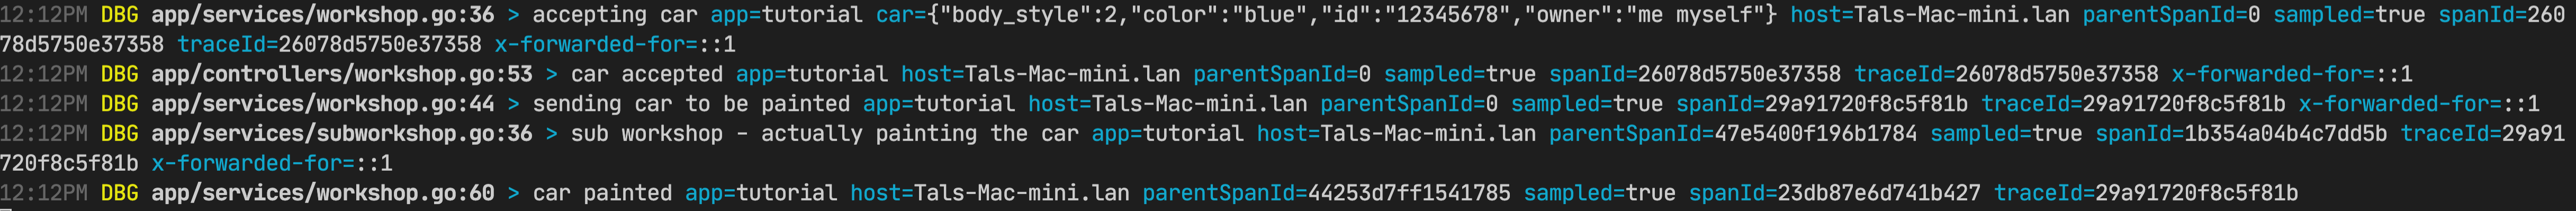 12:12PM DBG app/services/workshop.go:36 > accepting car app=tutorial car={"body_style":2,"color":"blue","id":"12345678","owner":"me myself"} host=Tals-Mac-mini.lan parentSpanId=0 sampled=true spanId=260
78d5750e37358 traceId=26078d5750e37358 x-forwarded-for=::1
12:12PM DBG app/controllers/workshop.go:53 > car accepted app=tutorial host=Tals-Mac-mini.lan parentSpanId=0 sampled=true spanId=26078d5750e37358 traceId=26078d5750e37358 x-forwarded-for=::1
12:12PM DBG app/services/workshop.go:44 > sending car to be painted app=tutorial host=Tals-Mac-mini.lan parentSpanId=0 sampled=true spanId=29a91720f8c5f81b traceId=29a91720f8c5f81b x-forwarded-for=::1
12:12PM DBG app/services/subworkshop.go:36 > sub workshop - actually painting the car app=tutorial host=Tals-Mac-mini.lan parentSpanId=47e5400f196b1784 sampled=true spanId=1b354a04b4c7dd5b traceId=29a91
720f8c5f81b x-forwarded-for=::1
12:12PM DBG app/services/workshop.go:60 > car painted app=tutorial host=Tals-Mac-mini.lan parentSpanId=44253d7ff1541785 sampled=true spanId=23db87e6d741b427 traceId=29a91720f8c5f81b